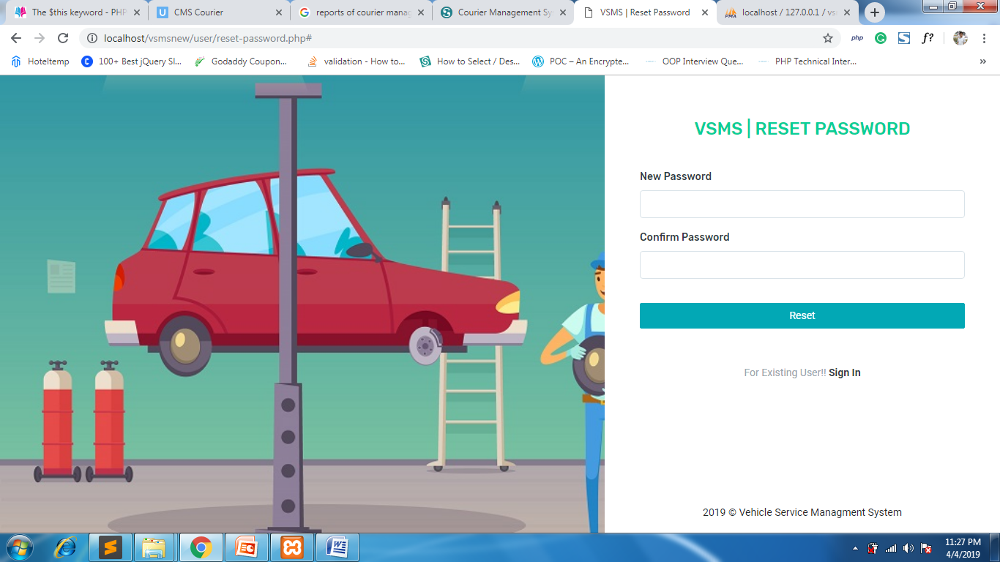 The $this keyword - PHP
CMS Courier
reports of courier manag
Courier Management Sy
VSMS | Reset Password
localhost / 127.0.0.1 / vs
localhost/vsmsnew/user/reset-password.php#
php
f?
Hoteltemp
100+ Best jQuery Sl...
Godaddy Coupon...
validation - How to...
How to Select / Des...
POC – An Encrypte...
OOP Interview Que...
PHP Technical Inter...
»
VSMS | RESET PASSWORD
New Password
Confirm Password
Reset
For Existing User!! Sign In
2019 © Vehicle Service Managment System
11:27 PM
4/4/2019